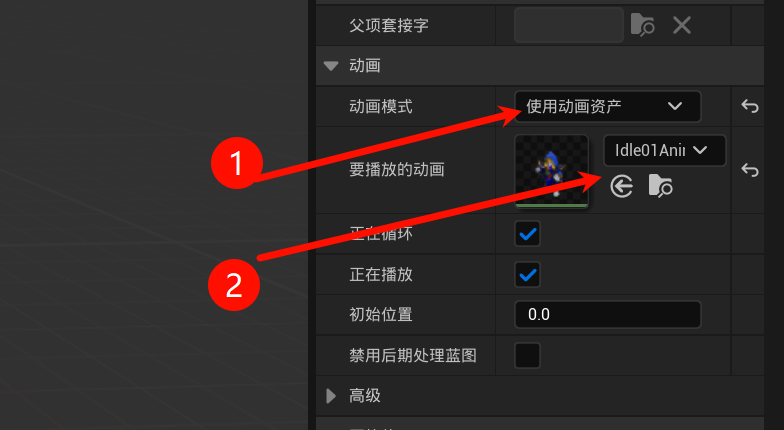 父项套接字
动画
动画模式
使用动画资产
1
要播放的动画
Idle01Anii
正在循环
2
正在播放
初始位置
0.0
禁用后期处理蓝图
高级